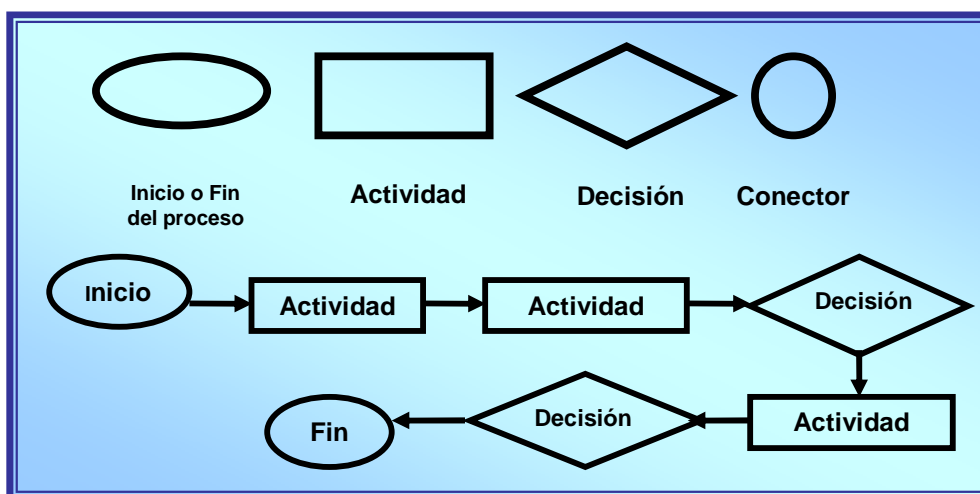 Inicio o Fin
del proceso
Actividad
Decisión
Conector
Inicio
Actividad
Actividad
Decisión
Fin
Decisión
Actividad